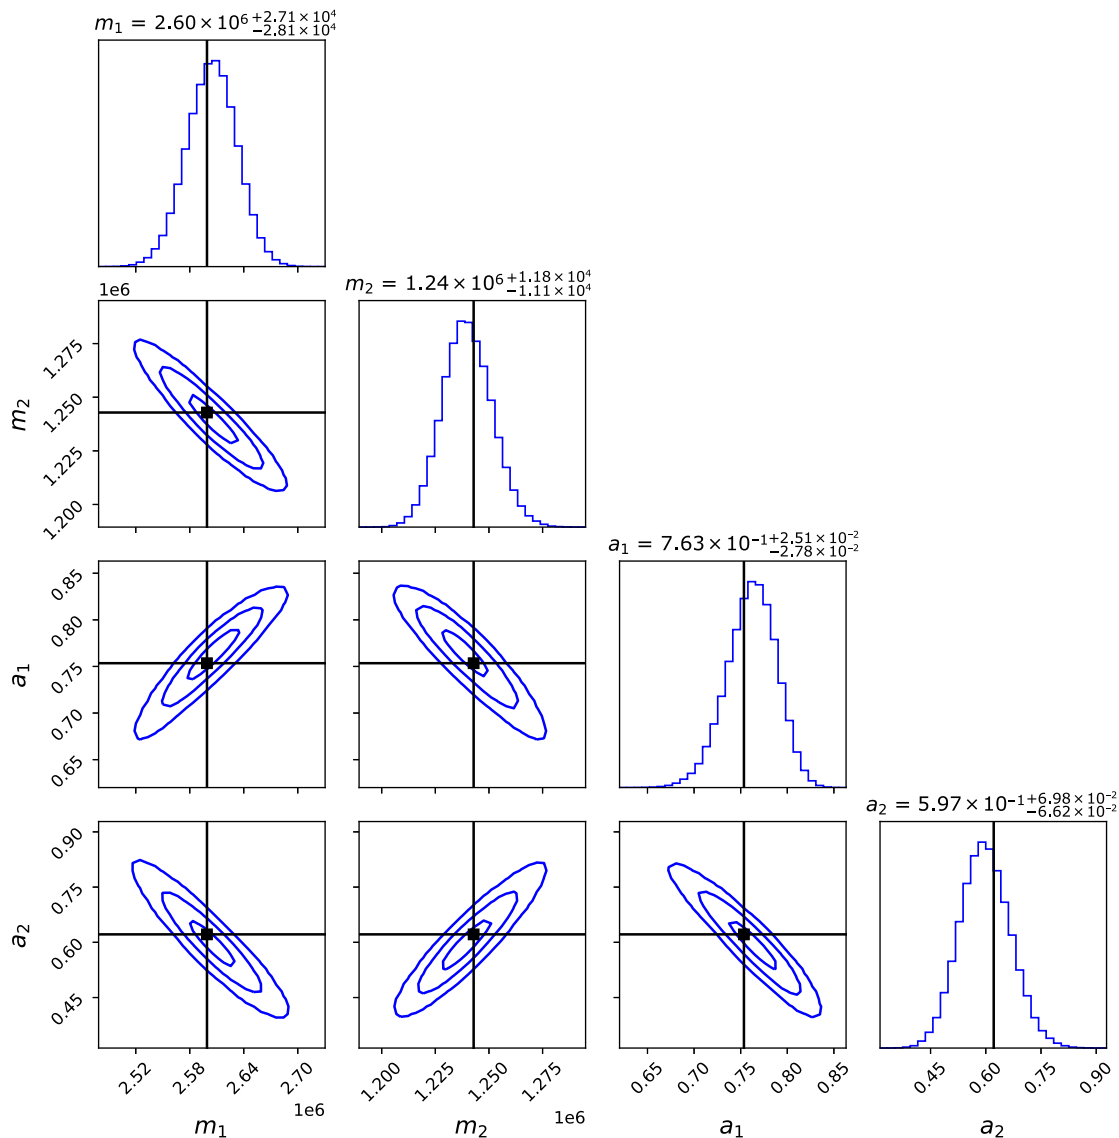 m₁ = 2.60 × 10⁶ +2.71 × 10⁴ −2.81 × 10⁴
1e6
m₂ = 1.24 × 10⁶ +1.18 × 10⁴ −1.11 × 10⁴
1.275
1.250
1.225
1.200
m₂
a₁ = 7.63 × 10⁻¹ +2.51 × 10⁻² −2.78 × 10⁻²
0.85
0.80
0.75
0.70
0.65
a₁
a₂ = 5.97 × 10⁻¹ +6.98 × 10⁻² −6.62 × 10⁻²
0.90
0.75
0.60
0.45
a₂
2.52 2.58 2.64 2.70
1e6
m₁
1.200 1.225 1.250 1.275
1e6
m₂
0.65 0.70 0.75 0.80 0.85
a₁
0.45 0.60 0.75 0.90
a₂